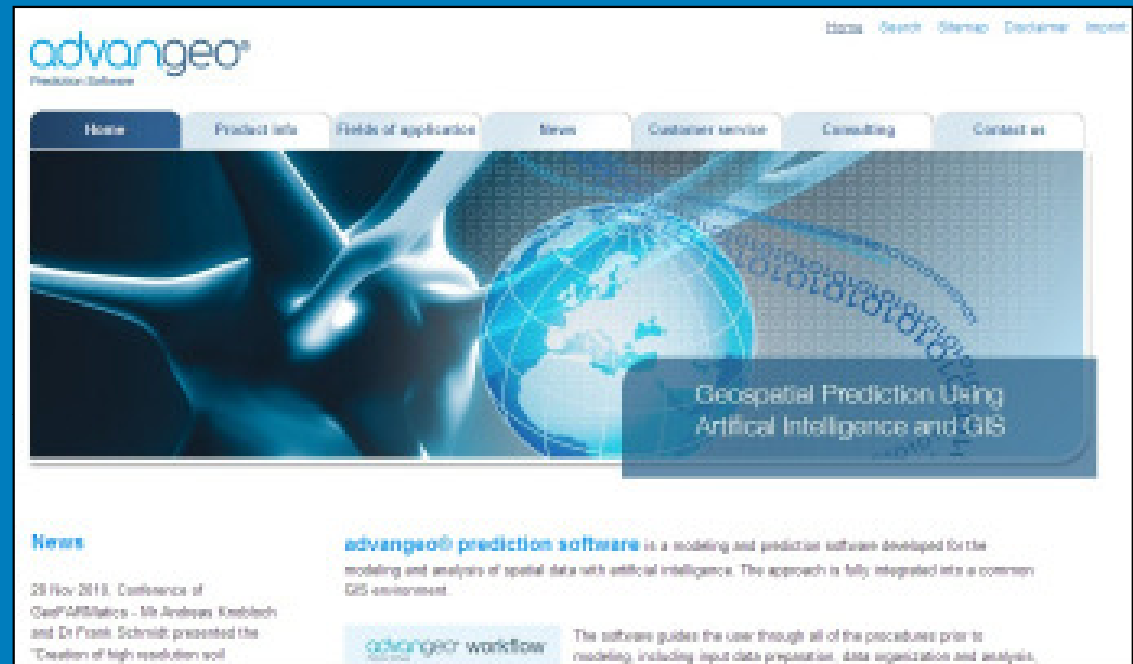 Home Search Sitemap Disclaimer Imprint
advangeo®
Prediction Software
Home Product info Fields of application News Customer service Consulting Contact us
Geospatial Prediction Using
Artifical Intelligence and GIS
News
advangeo® prediction software is a modeling and prediction software developed for the
modeling and analysis of spatial data with artificial intelligence. The approach is fully integrated into a common
GIS environment.
Nov 2010. Conference of
Mr Andreas
and Dr Frank Schmidt presented the
"Creation of high resolution soil
advangeo® workflow
The software guides the user through all of the procedures prior to
modeling, including input data preparation, data organization and analysis,